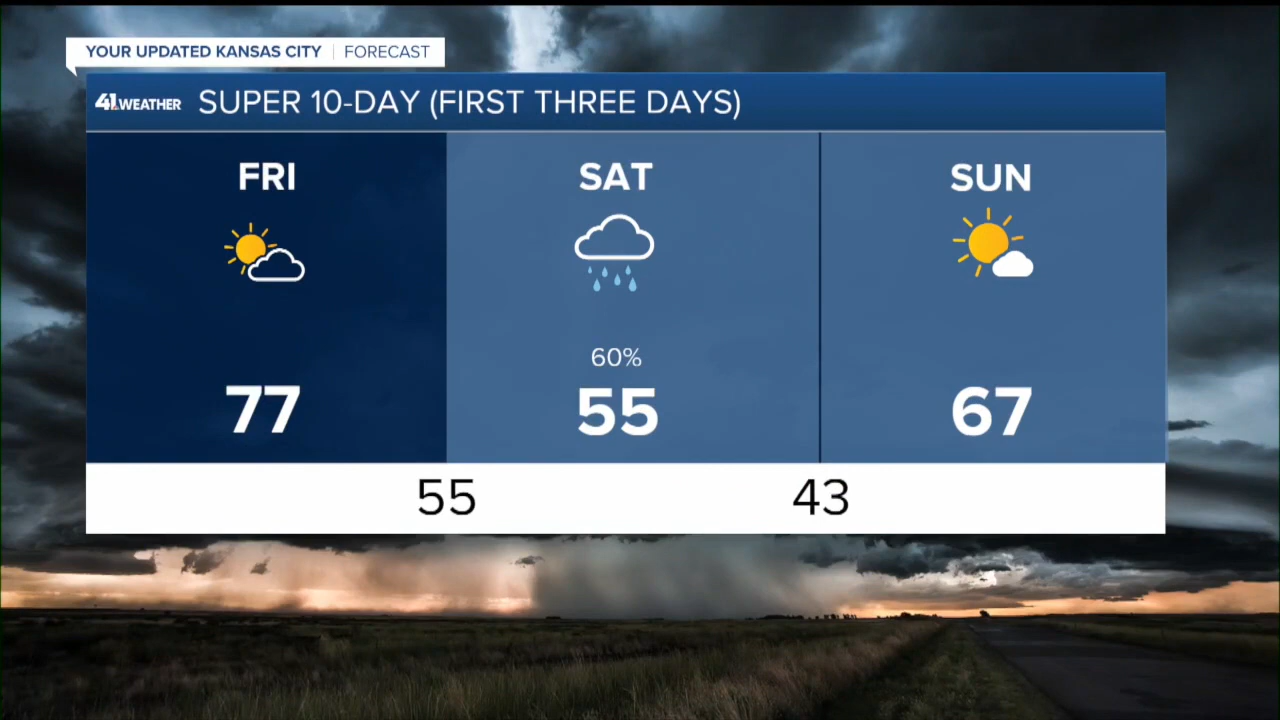 YOUR UPDATED KANSAS CITY | FORECAST
41 WEATHER SUPER 10-DAY (FIRST THREE DAYS)
FRI SAT SUN
60%
77 55 67
55 43